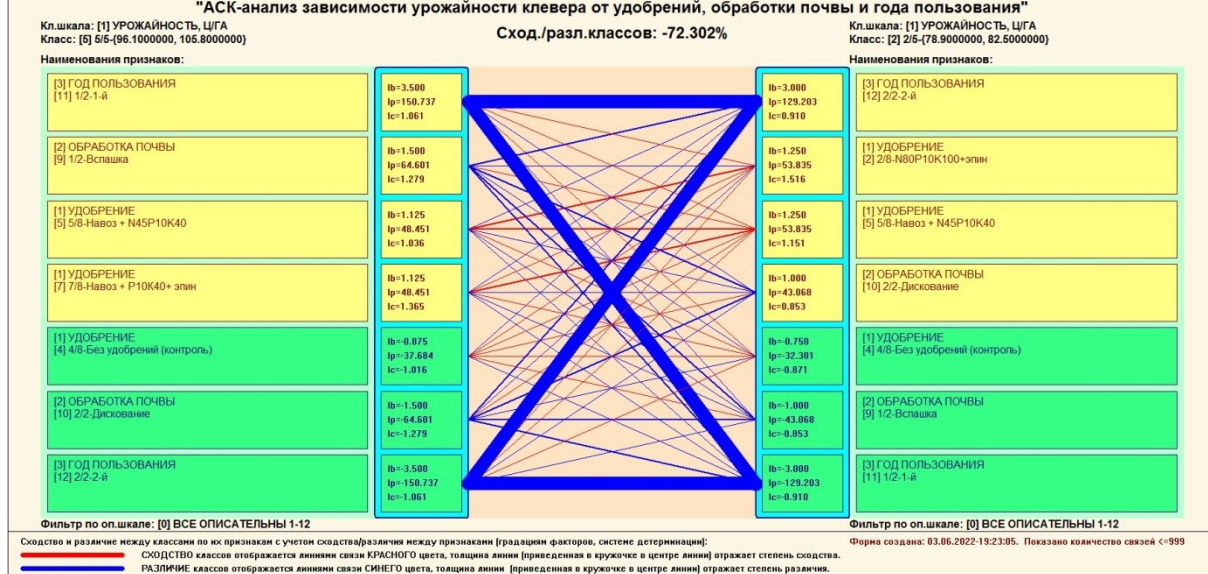 "АСК-анализ зависимости урожайности клевера от удобрений, обработки почвы и года пользования"
Кл.шкала: [1] УРОЖАЙНОСТЬ, Ц/ГА
Класс: [5] 5/5-{96.1000000, 105.8000000}
Сход./разл.классов: -72.302%
Кл.шкала: [1] УРОЖАЙНОСТЬ, Ц/ГА
Класс: [2] 2/5-{78.9000000, 82.5000000}
Наименования признаков:
[3] ГОД ПОЛЬЗОВАНИЯ
[11] 1/2-1-й
Ib=3.500
Ip=150.737
Ic=1.061
[2] ОБРАБОТКА ПОЧВЫ
[9] 1/2-Вспашка
Ib=1.500
Ip=64.601
Ic=1.279
[1] УДОБРЕНИЕ
[5] 5/8-Навоз + N45P10K40
Ib=1.125
Ip=48.451
Ic=1.036
[1] УДОБРЕНИЕ
[7] 7/8-Навоз + P10K40+ эпин
Ib=1.125
Ip=48.451
Ic=1.365
[1] УДОБРЕНИЕ
[4] 4/8-Без удобрений (контроль)
Ib=-0.875
Ip=-37.684
Ic=-1.016
[2] ОБРАБОТКА ПОЧВЫ
[10] 2/2-Дискование
Ib=-1.500
Ip=-64.601
Ic=-1.279
[3] ГОД ПОЛЬЗОВАНИЯ
[12] 2/2-2-й
Ib=-3.500
Ip=-150.737
Ic=-1.061
Наименования признаков:
Ib=3.000
Ip=129.203
Ic=0.910
[3] ГОД ПОЛЬЗОВАНИЯ
[12] 2/2-2-й
Ib=1.250
Ip=53.835
Ic=1.516
[1] УДОБРЕНИЕ
[2] 2/8-N80P10K100+эпин
Ib=1.250
Ip=53.835
Ic=1.151
[1] УДОБРЕНИЕ
[5] 5/8-Навоз + N45P10K40
Ib=1.000
Ip=43.068
Ic=0.853
[2] ОБРАБОТКА ПОЧВЫ
[10] 2/2-Дискование
Ib=-0.750
Ip=-32.301
Ic=-0.871
[1] УДОБРЕНИЕ
[4] 4/8-Без удобрений (контроль)
Ib=-1.000
Ip=-43.068
Ic=-0.853
[2] ОБРАБОТКА ПОЧВЫ
[9] 1/2-Вспашка
Ib=-3.000
Ip=-129.203
Ic=-0.910
[3] ГОД ПОЛЬЗОВАНИЯ
[11] 1/2-1-й
Фильтр по оп.шкале: [0] ВСЕ ОПИСАТЕЛЬНЫ 1-12
Фильтр по оп.шкале: [0] ВСЕ ОПИСАТЕЛЬНЫ 1-12
Сходство и различие между классами по их признакам с учетом сходства/различия между признаками (градациям факторов, системе детерминации):
Форма создана: 03.06.2022-19:23:05. Показано количество связей <=999
СХОДСТВО классов отображается линиями связи КРАСНОГО цвета, толщина линии (приведенная в кружочке в центре линии) отражает степень сходства.
РАЗЛИЧИЕ классов отображается линиями связи СИНЕГО цвета, толщина линии (приведенная в кружочке в центре линии) отражает степень различия.